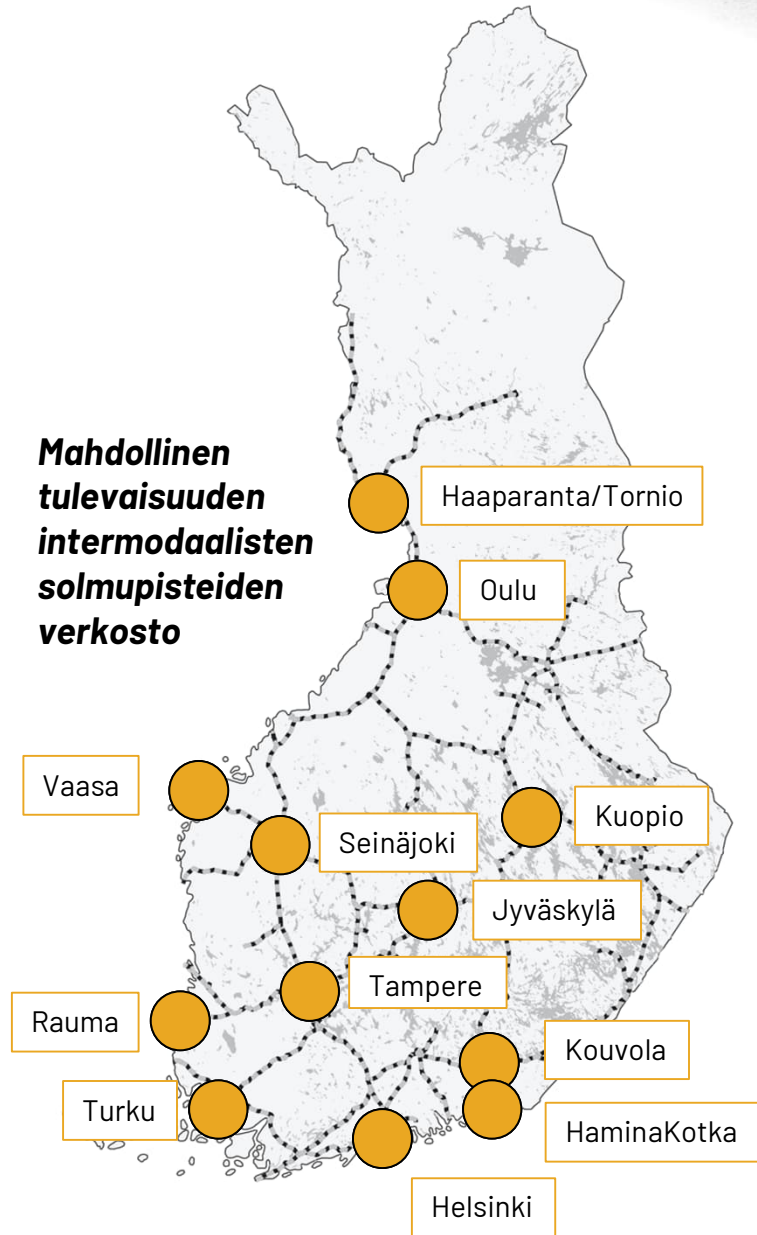 Mahdollinen
tulevaisuuden
intermodaalisten
solmupisteiden
verkosto
Haaparanta/Tornio
Oulu
Vaasa
Kuopio
Seinäjoki
Jyväskylä
Tampere
Rauma
Kouvola
Turku
HaminaKotka
Helsinki